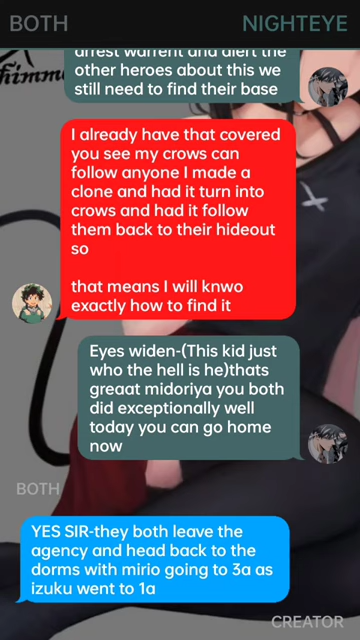 BOTH
NIGHTEYE
arrest warrent and alert the
other heroes about this we
still need to find their base
I already have that covered
you see my crows can
follow anyone I made a
clone and had it turn into
crows and had it follow
them back to their hideout
so
that means I will knwo
exactly how to find it
Eyes widen-(This kid just
who the hell is he)thats
greaat midoriya you both
did exceptionally well
today you can go home
now
BOTH
YES SIR-they both leave the
agency and head back to the
dorms with mirio going to 3a as
izuku went to 1a
CREATOR